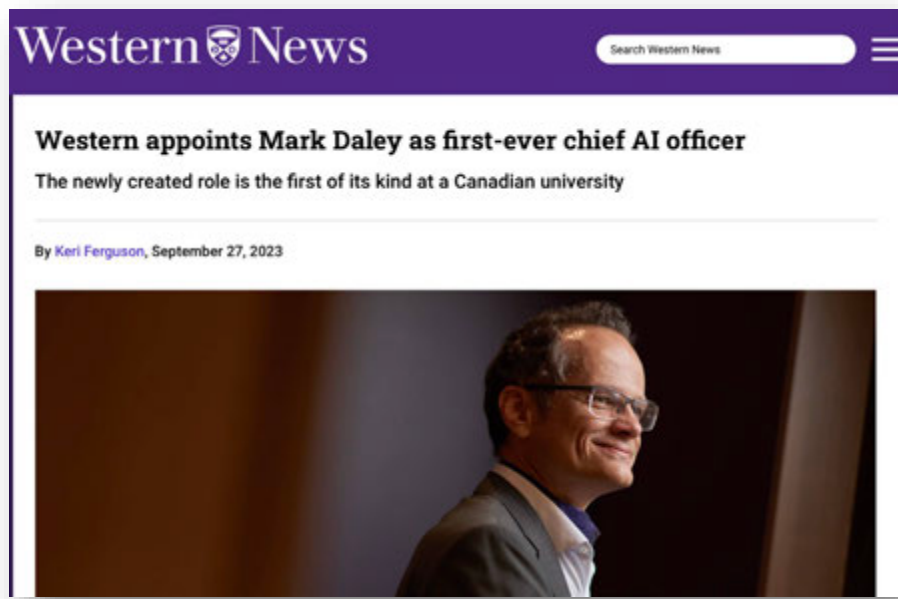 Western News
Search Western News
Western appoints Mark Daley as first-ever chief AI officer
The newly created role is the first of its kind at a Canadian university
By Keri Ferguson, September 27, 2023